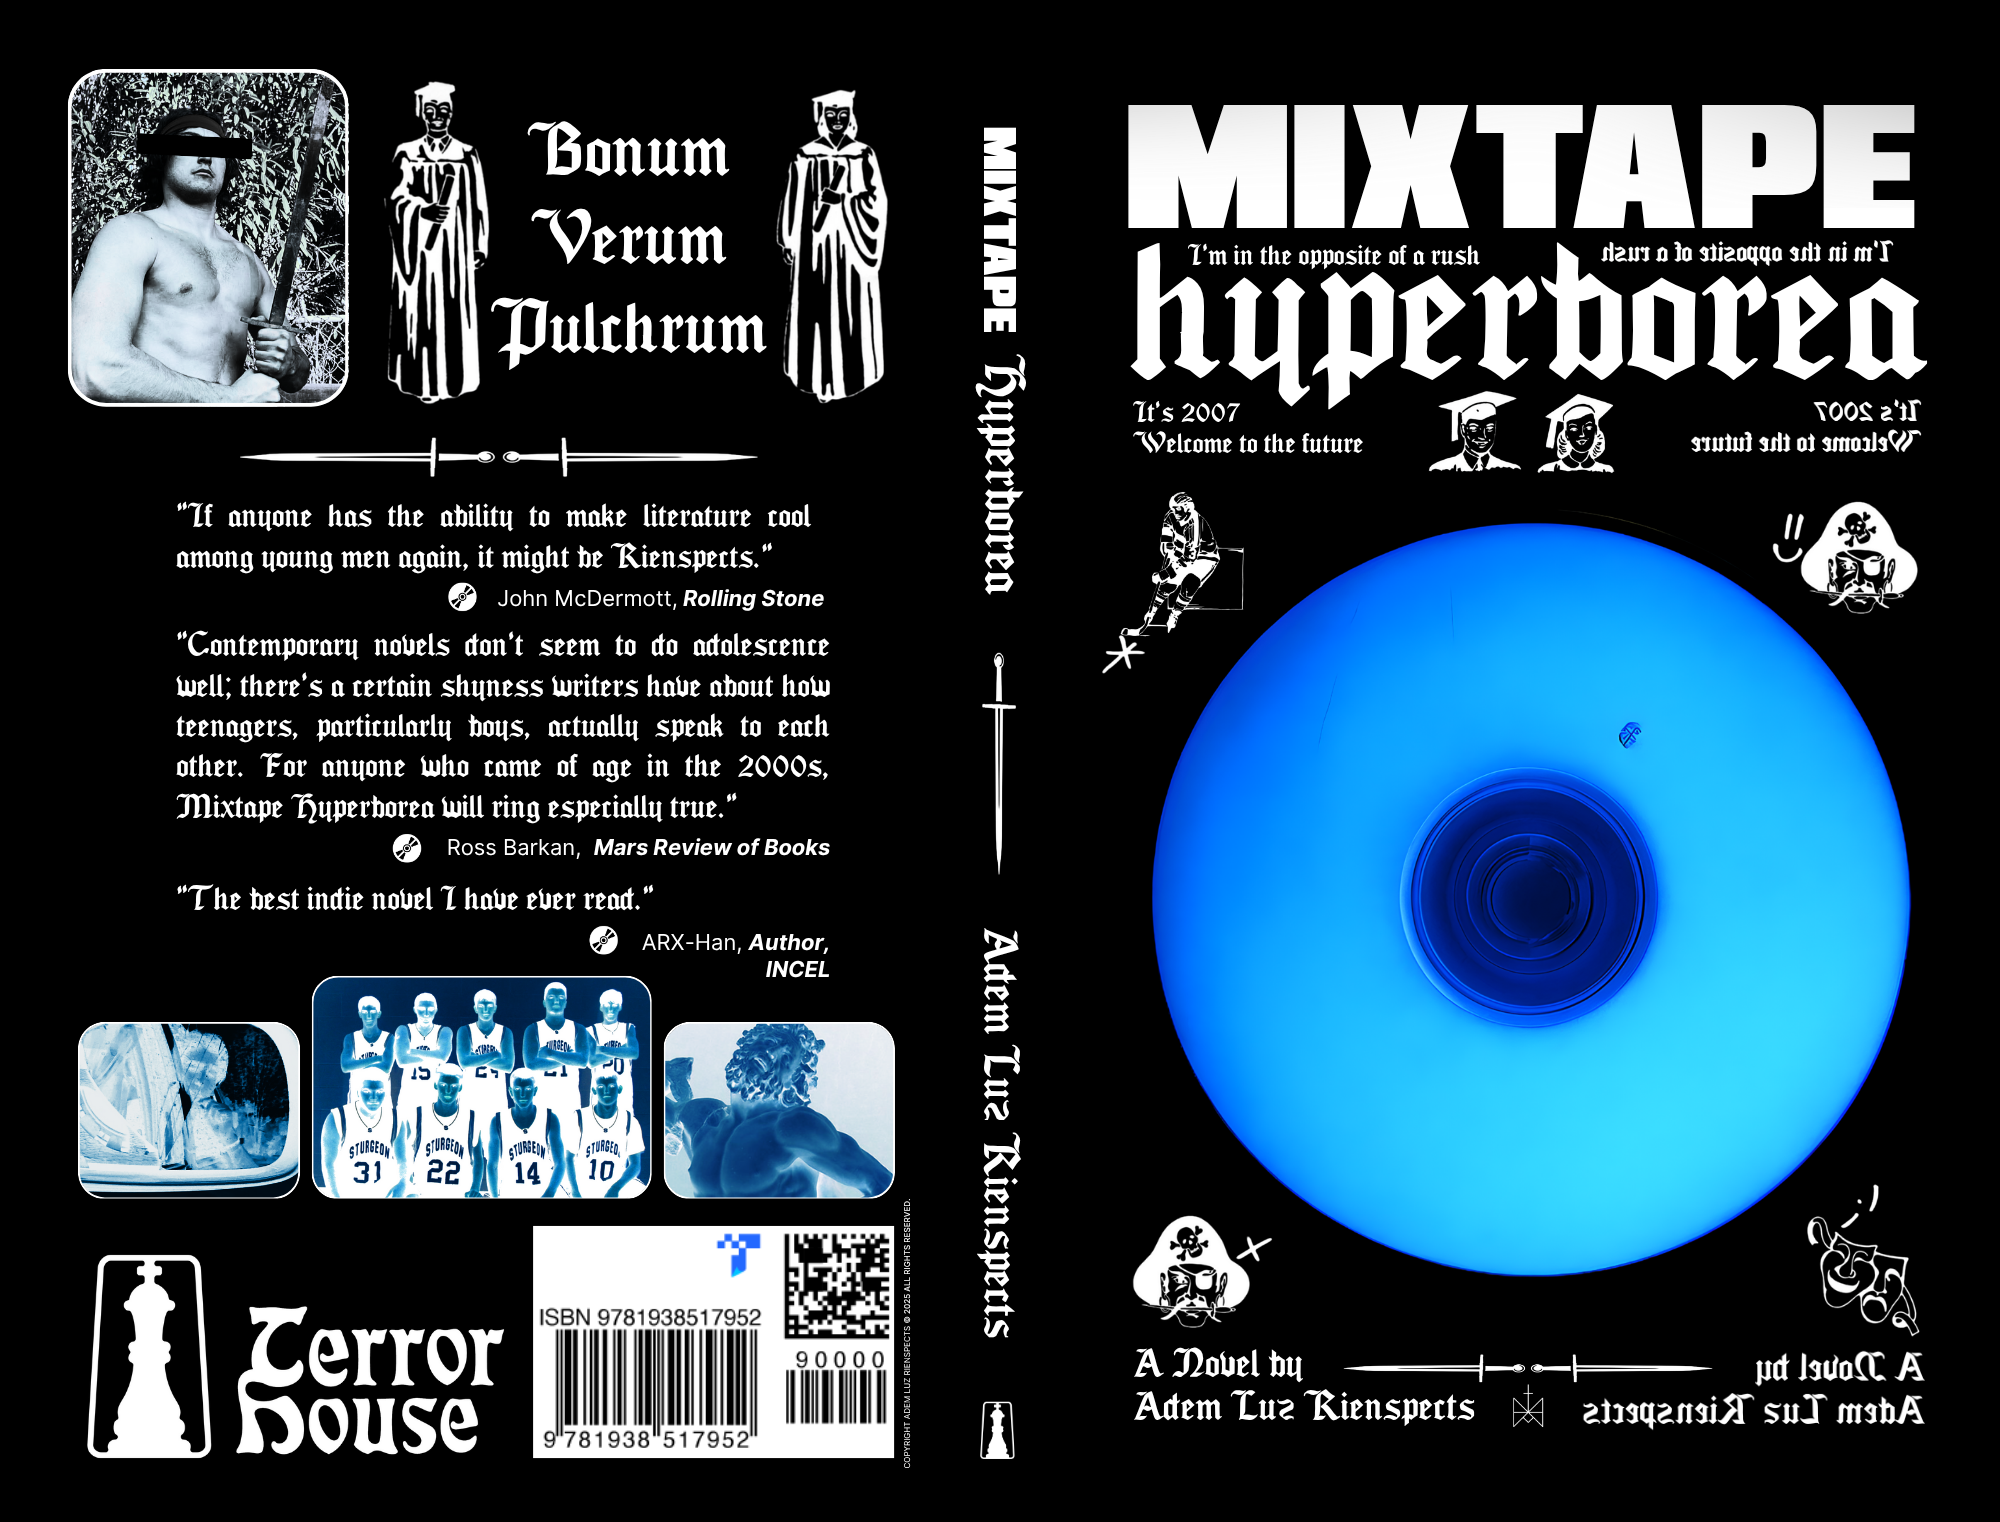 Bonum
Verum
Pulchrum
"If anyone has the ability to make literature cool
among young men again, it might be Rienspects."
John McDermott, Rolling Stone
"Contemporary novels don't seem to do adolescence
well; there's a certain shyness writers have about how
teenagers, particularly boys, actually speak to each
other. For anyone who came of age in the 2000s,
Mixtape Hyperborea will ring especially true."
Ross Barkan, Mars Review of Books
"The best indie novel I have ever read."
ARX-Han, Author,
INCEL
STURGEON
31
STURGEON
22
STURGEON
14
STURGEON
10
Terror
House
ISBN 9781938517952
90000
9 781938 517952
COPYRIGHT ADEM LUZ RIENSPECTS © 2025 ALL RIGHTS RESERVED.
MIXTAPE Hyperborea
Adem Luz Rienspects
MIXTAPE
I'm in the opposite of a rush
I'm in the opposite of a rush
hyperborea
It's 2007
Welcome to the future
It's 2007
Welcome to the future
A Novel by
Adem Luz Rienspects
A Novel by
Adem Luz Rienspects